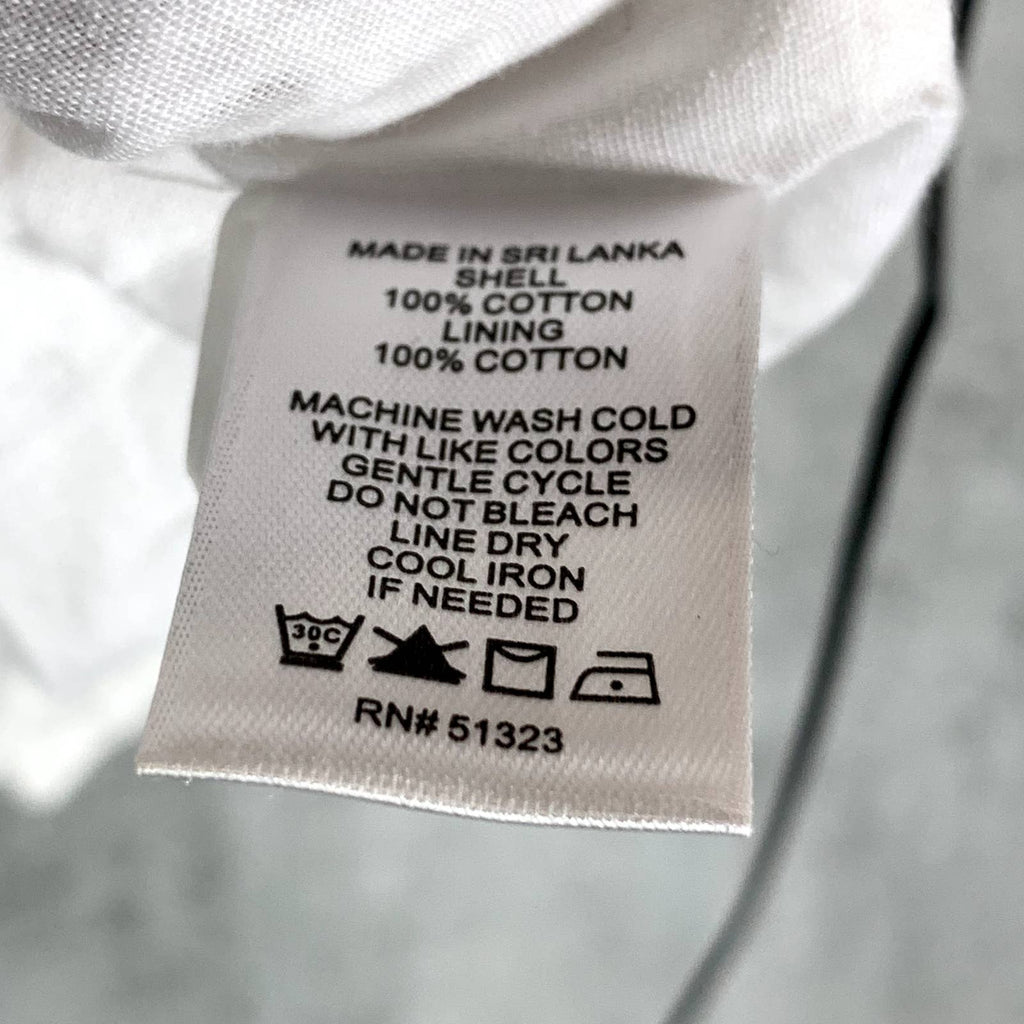 MADE IN SRI LANKA
SHELL
100% COTTON
LINING
100% COTTON
MACHINE WASH COLD
WITH LIKE COLORS
GENTLE CYCLE
DO NOT BLEACH
LINE DRY
COOL IRON
IF NEEDED
30C
RN# 51323